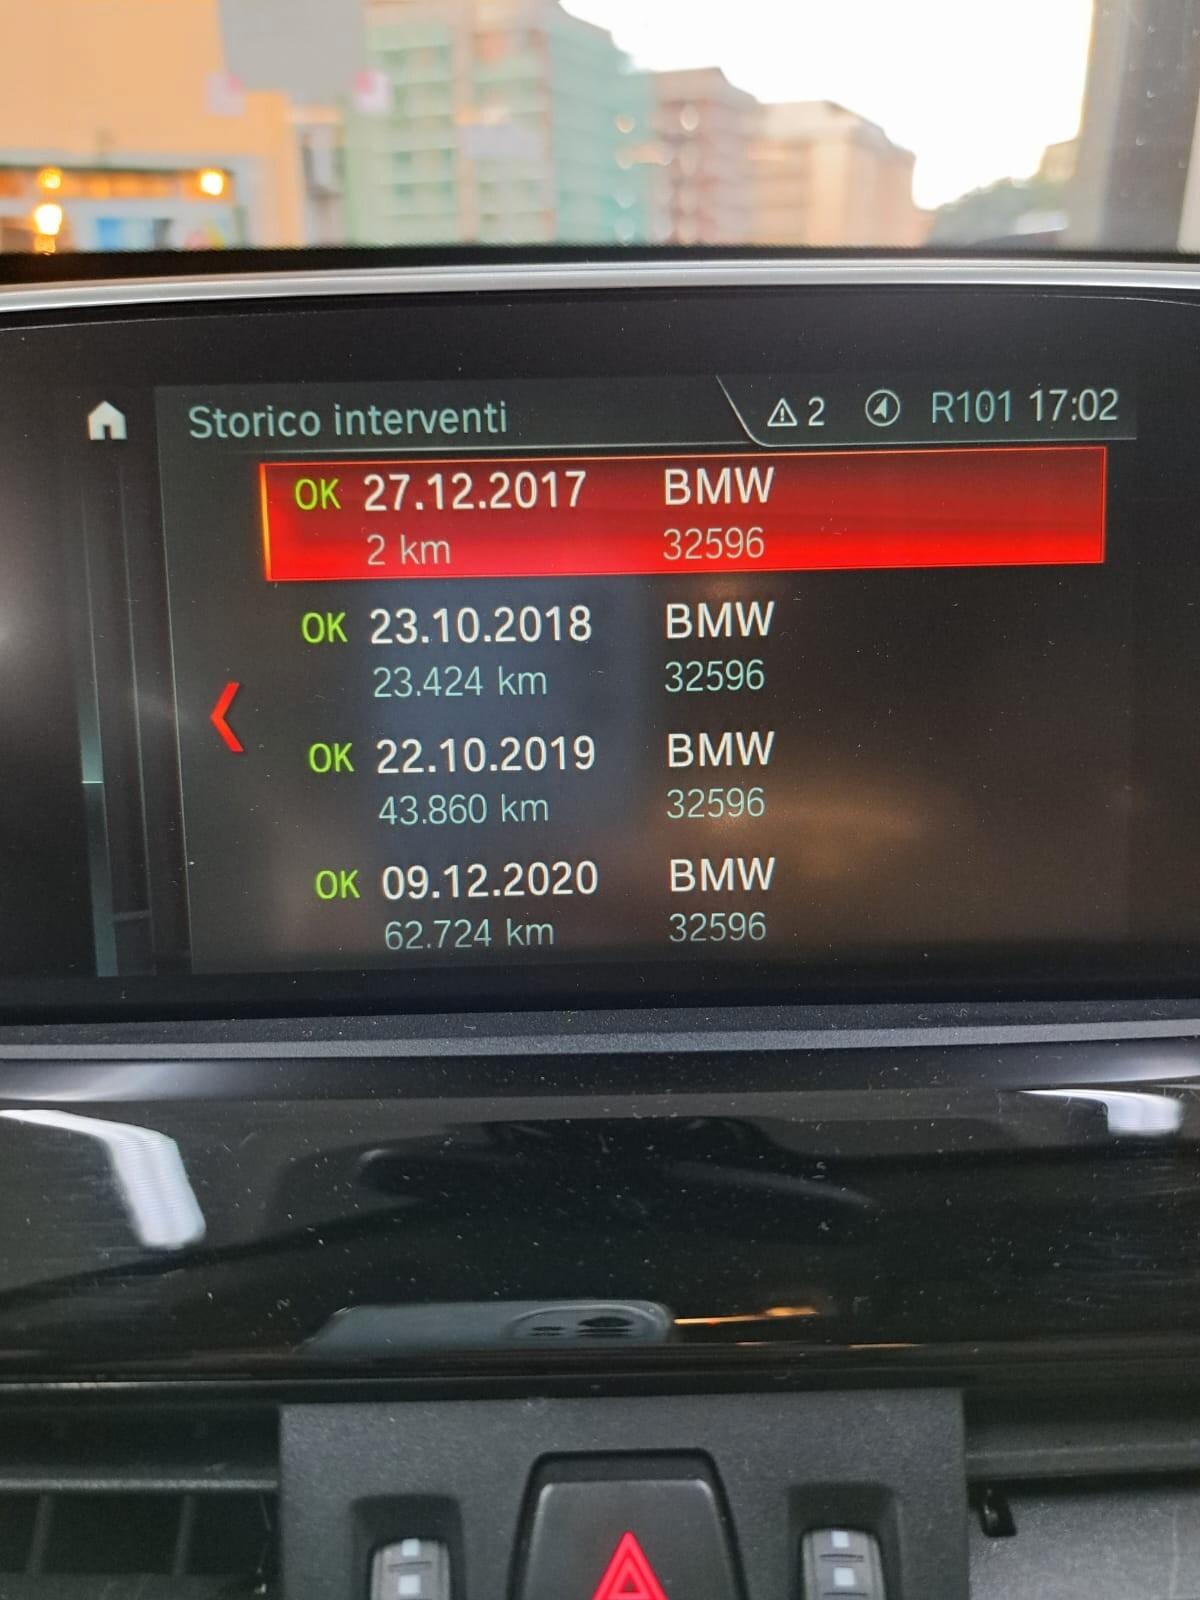 Storico interventi 2 R101 17:02
OK 27.12.2017 BMW
2 km 32596
OK 23.10.2018 BMW
23.424 km 32596
OK 22.10.2019 BMW
43.860 km 32596
OK 09.12.2020 BMW
62.724 km 32596